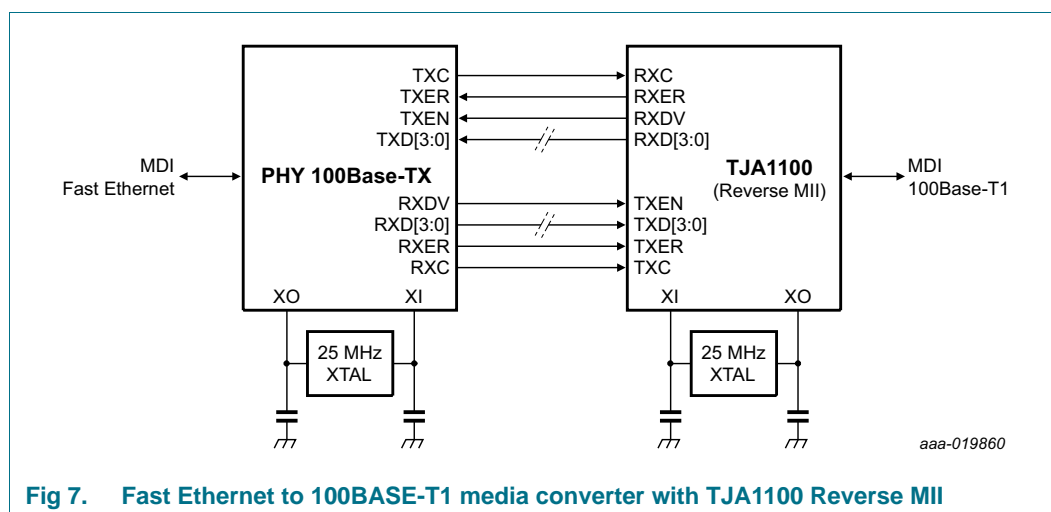 TXC
TXER
TXEN
TXD[3:0]
RXC
RXER
RXDV
RXD[3:0]
MDI
Fast Ethernet
PHY 100Base-TX
TJA1100
(Reverse MII)
MDI
100Base-T1
RXDV
RXD[3:0]
RXER
RXC
TXEN
TXD[3:0]
TXER
TXC
XO
XI
XI
XO
25 MHz
XTAL
25 MHz
XTAL
aaa-019860
Fig 7. Fast Ethernet to 100BASE-T1 media converter with TJA1100 Reverse MII